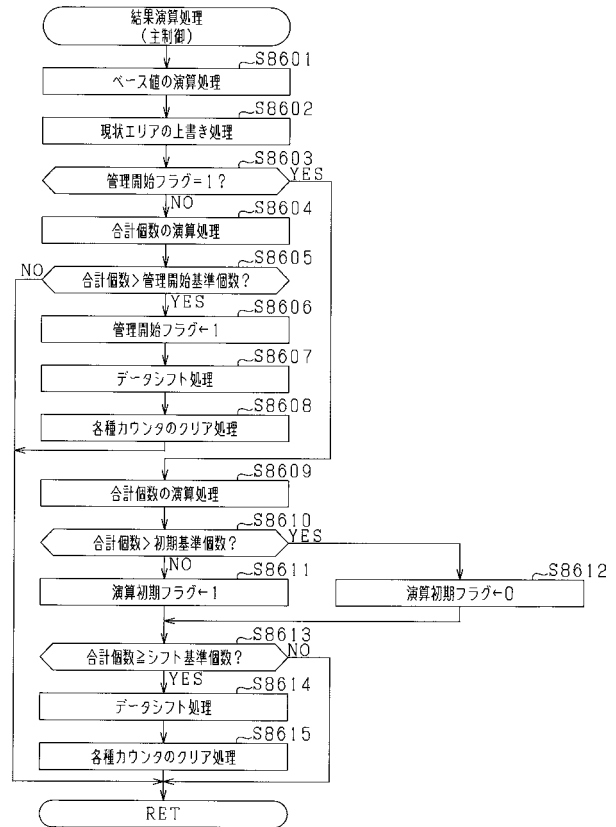 結果演算処理
(主制御)
S8601
ベース値の演算処理
S8602
現状エリアの上書き処理
S8603
管理開始フラグ=1?
YES
NO
S8604
合計個数の演算処理
S8605
NO
合計個数>管理開始基準個数?
YES
S8606
管理開始フラグ←1
S8607
データシフト処理
S8608
各種カウンタのクリア処理
S8609
合計個数の演算処理
S8610
合計個数>初期基準個数?
YES
NO
S8611
演算初期フラグ←1
S8612
演算初期フラグ←0
S8613
合計個数≧シフト基準個数?
NO
YES
S8614
データシフト処理
S8615
各種カウンタのクリア処理
RET